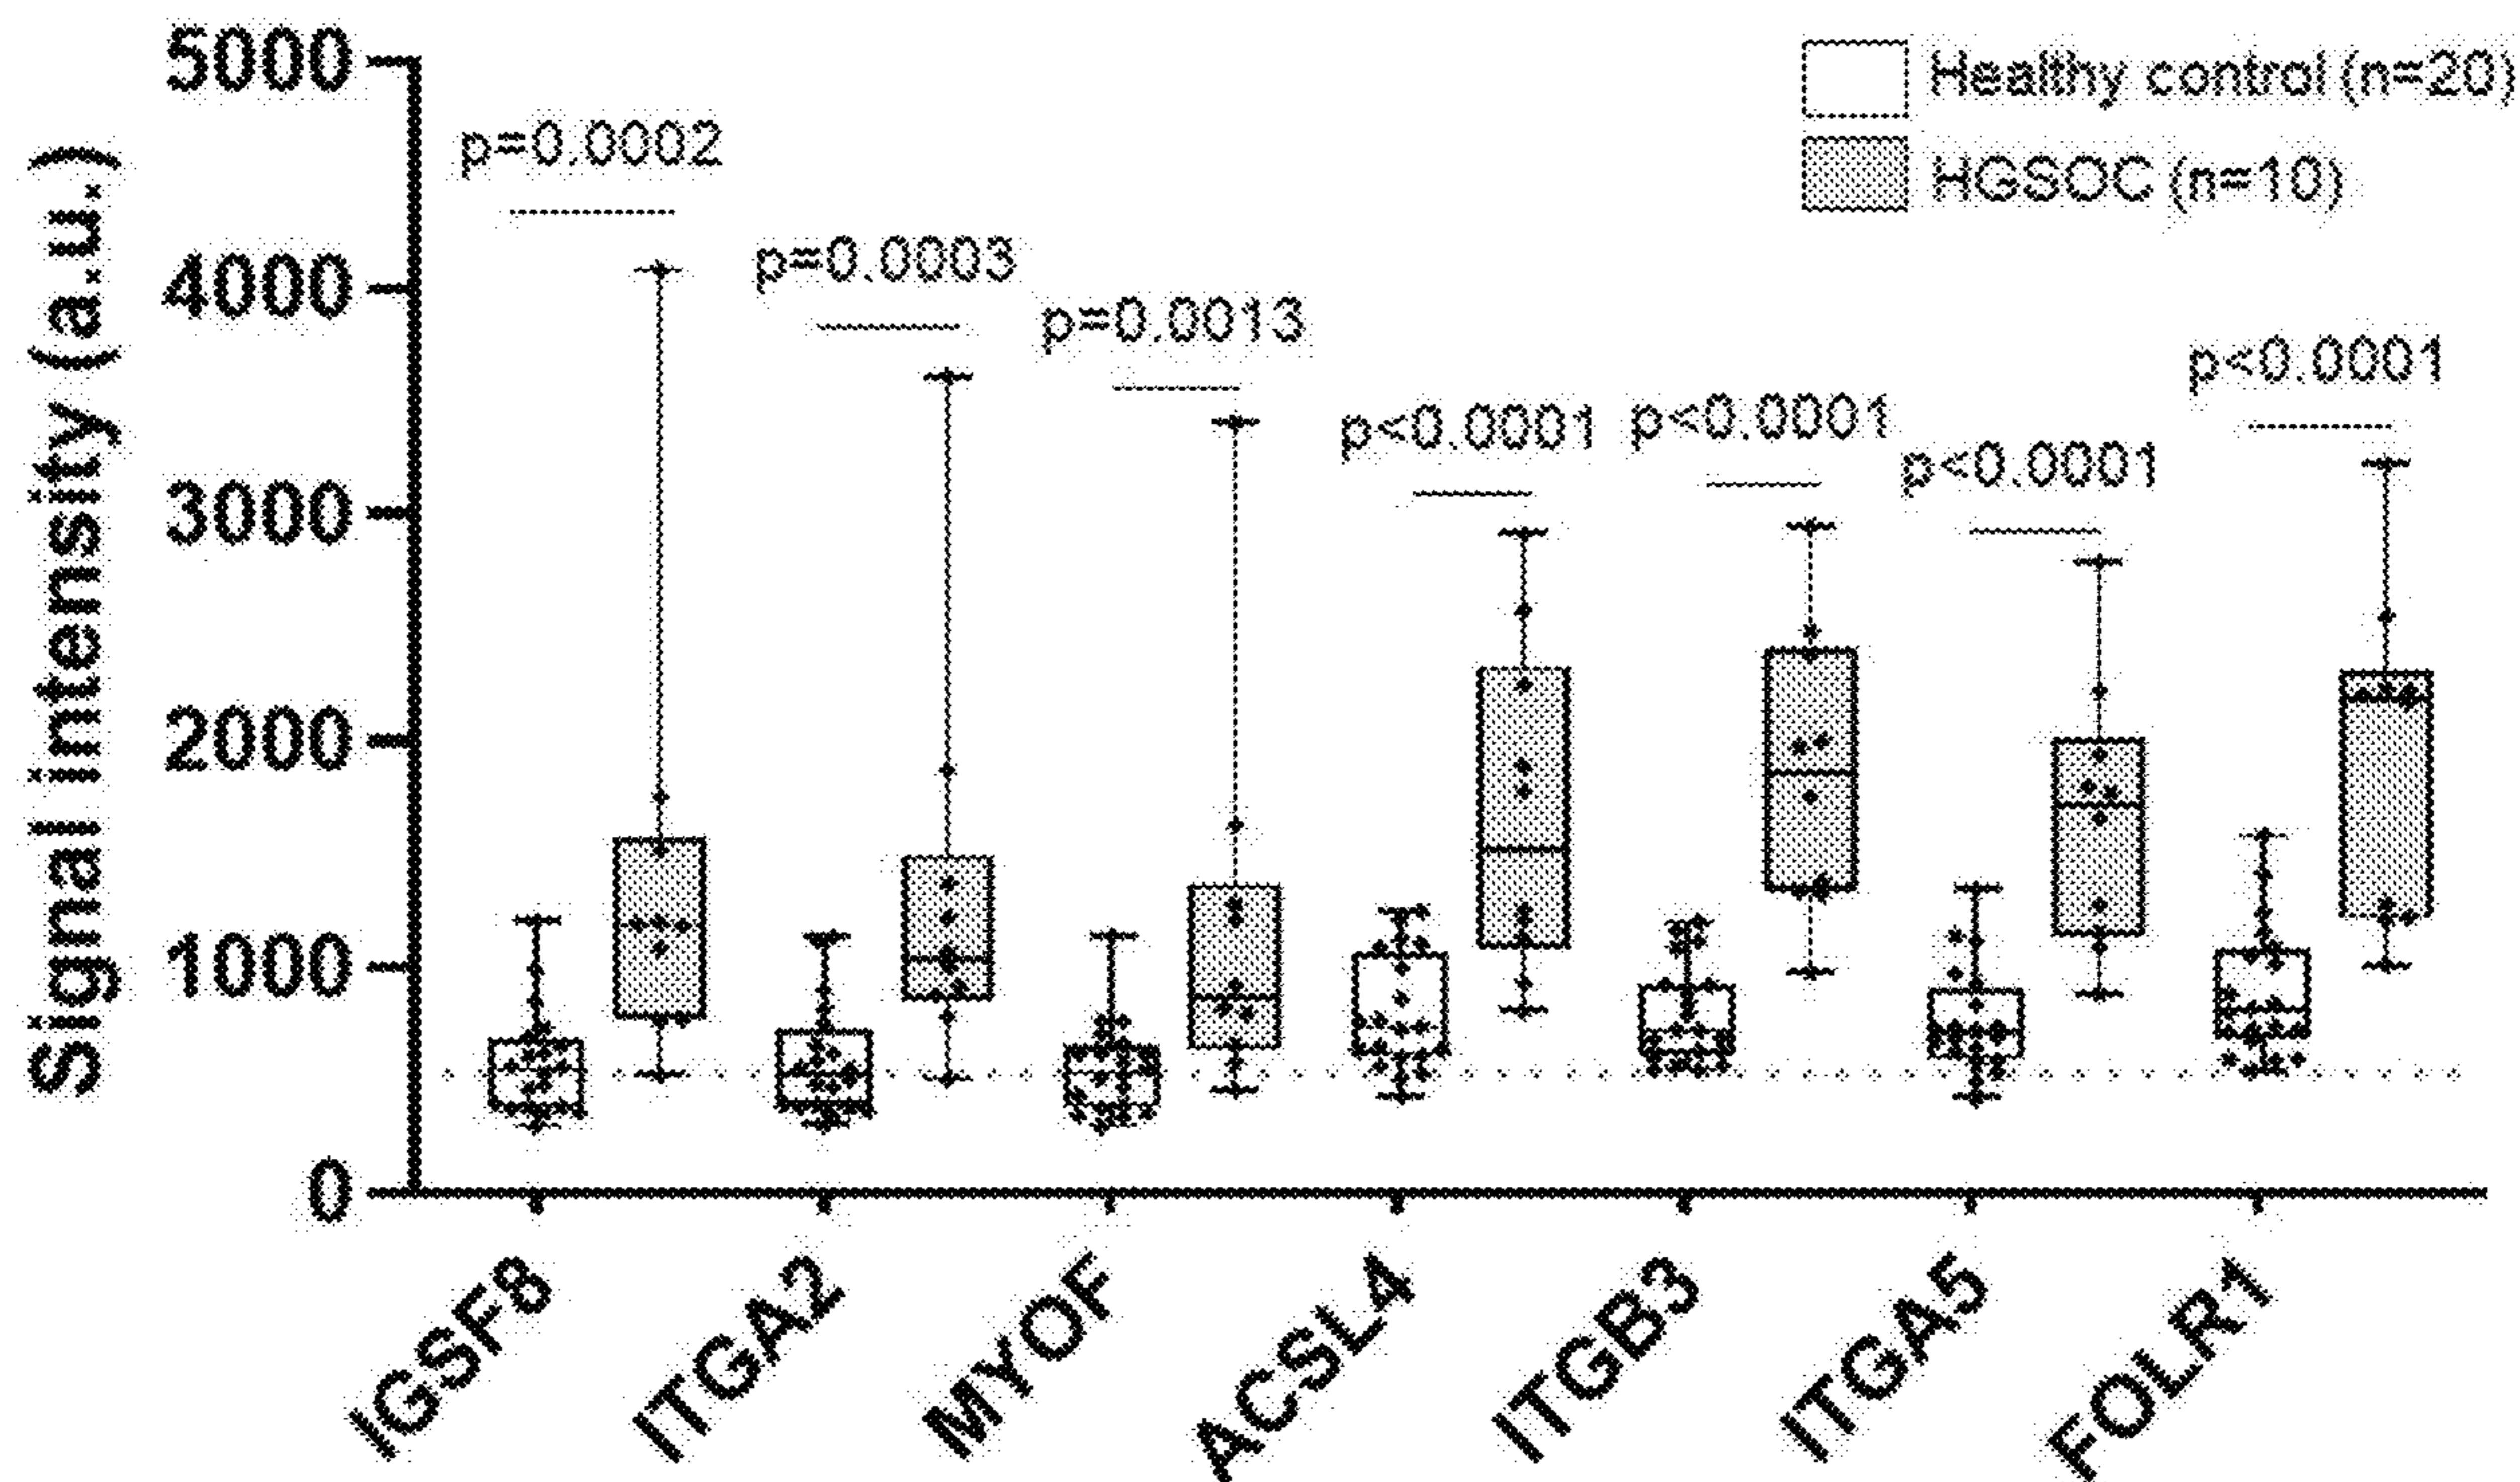 Signal intensity (a.u.)
5000
4000
3000
2000
1000
0
Healthy control (n=20)
HGSOC (n=10)
p=0.0002
p=0.0003
p=0.0013
p<0.0001
p<0.0001
p<0.0001
p<0.0001
IGSF8
ITGA2
MYOF
ACSL4
ITGB3
ITGA5
FOLR1